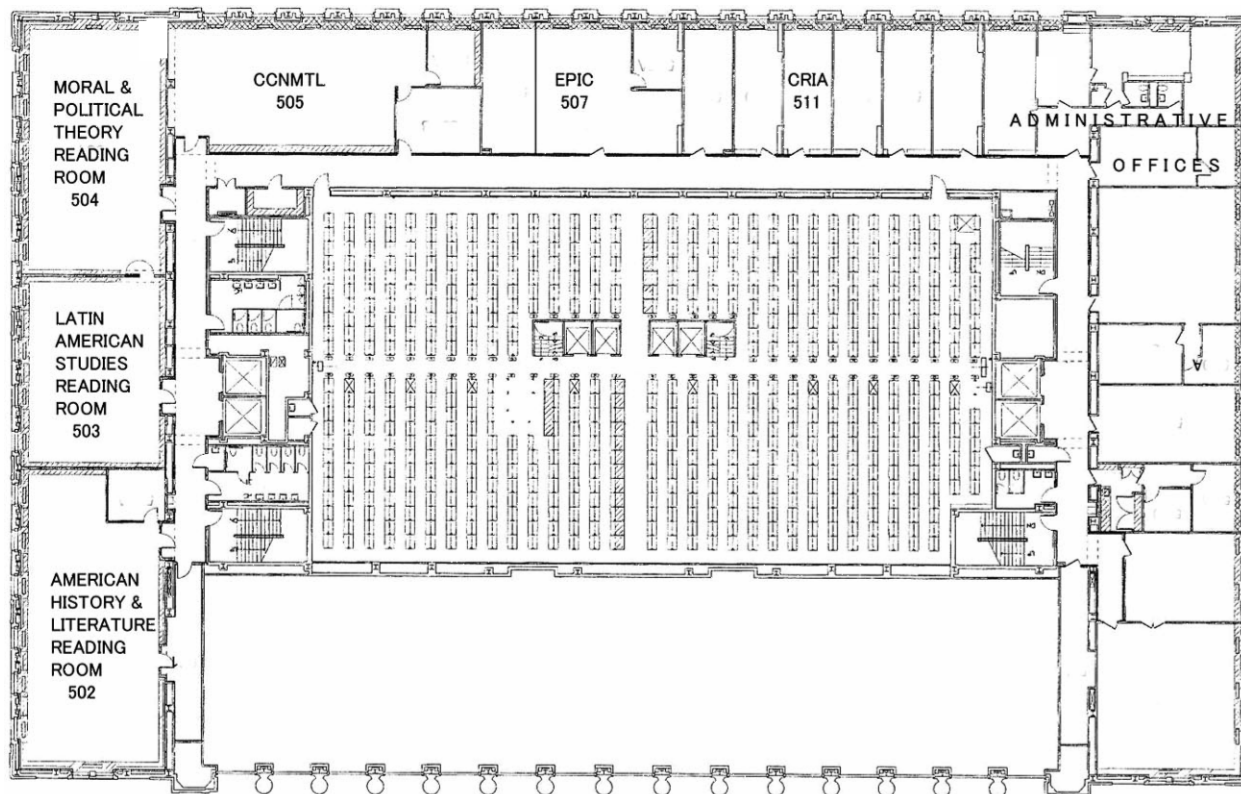 MORAL &
POLITICAL
THEORY
READING
ROOM
504
CCNMTL
505
EPIC
507
CRIA
511
ADMINISTRATIVE
OFFICES
LATIN
AMERICAN
STUDIES
READING
ROOM
503
AMERICAN
HISTORY &
LITERATURE
READING
ROOM
502